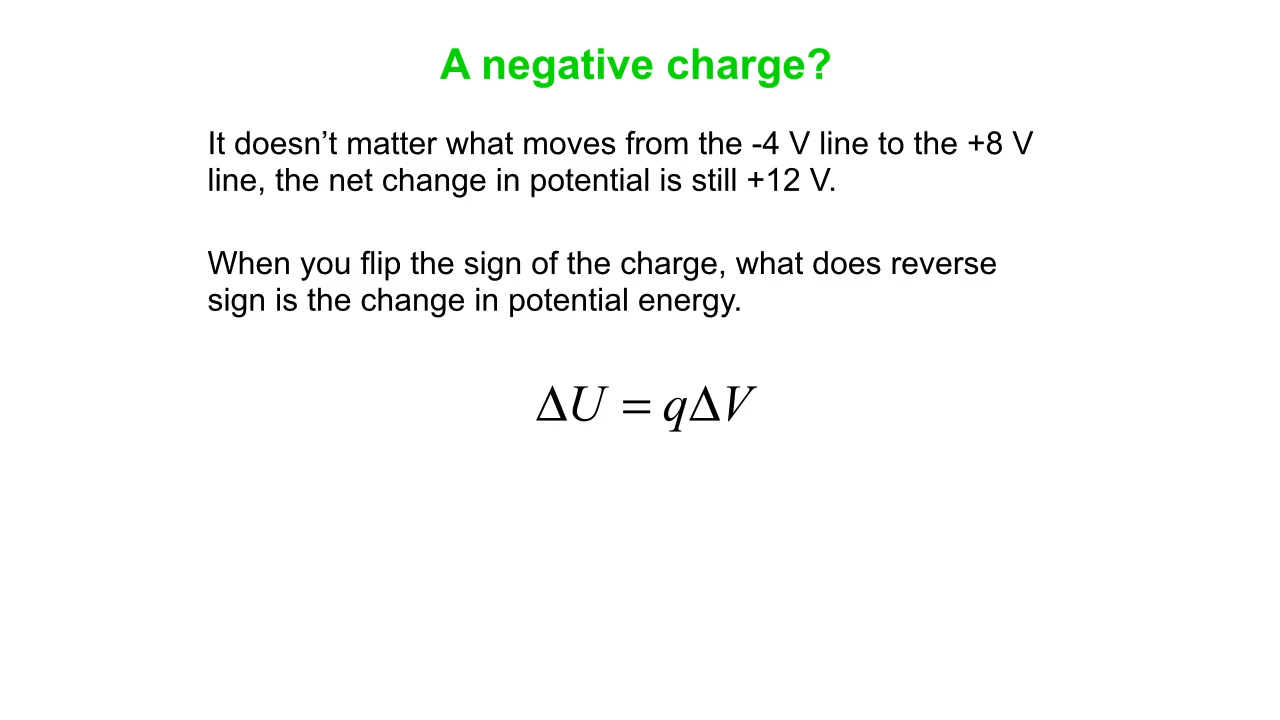 A negative charge?
It doesn’t matter what moves from the -4 V line to the +8 V
line, the net change in potential is still +12 V.
When you flip the sign of the charge, what does reverse
sign is the change in potential energy.
ΔU = qΔV